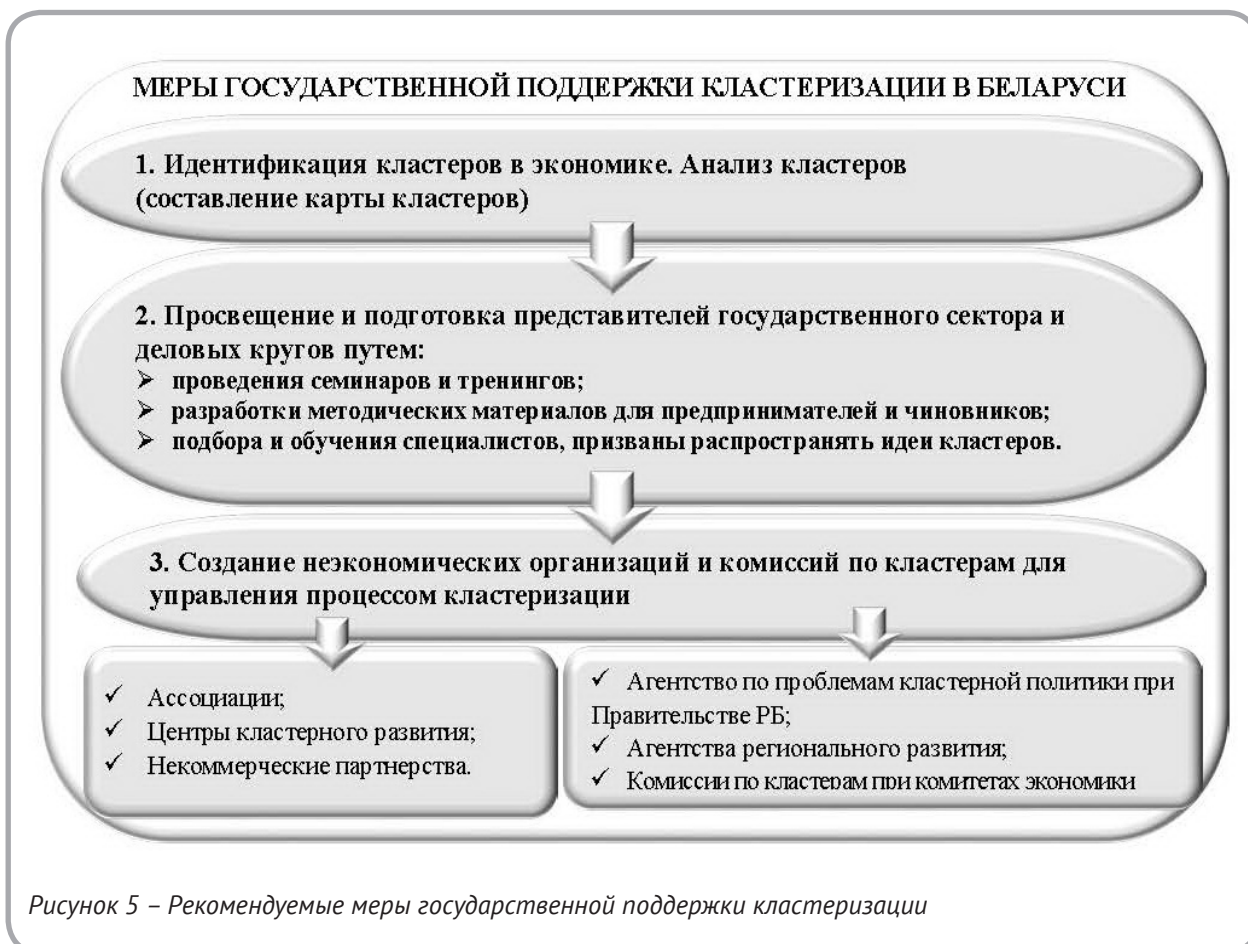 МЕРЫ ГОСУДАРСТВЕННОЙ ПОДДЕРЖКИ КЛАСТЕРИЗАЦИИ В БЕЛАРУСИ
1. Идентификация кластеров в экономике. Анализ кластеров
(составление карты кластеров)
2. Просвещение и подготовка представителей государственного сектора и
деловых кругов путем:
➢ проведения семинаров и тренингов;
➢ разработки методических материалов для предпринимателей и чиновников;
➢ подбора и обучения специалистов, призваны распространять идеи кластеров.
3. Создание неэкономических организаций и комиссий по кластерам для
управления процессом кластеризации
✓ Ассоциации;
✓ Центры кластерного развития;
✓ Некоммерческие партнерства.
✓ Агентство по проблемам кластерной политики при
Правительстве РБ;
✓ Агентства регионального развития;
✓ Комиссии по кластерам при комитетах экономики
Рисунок 5 – Рекомендуемые меры государственной поддержки кластеризации